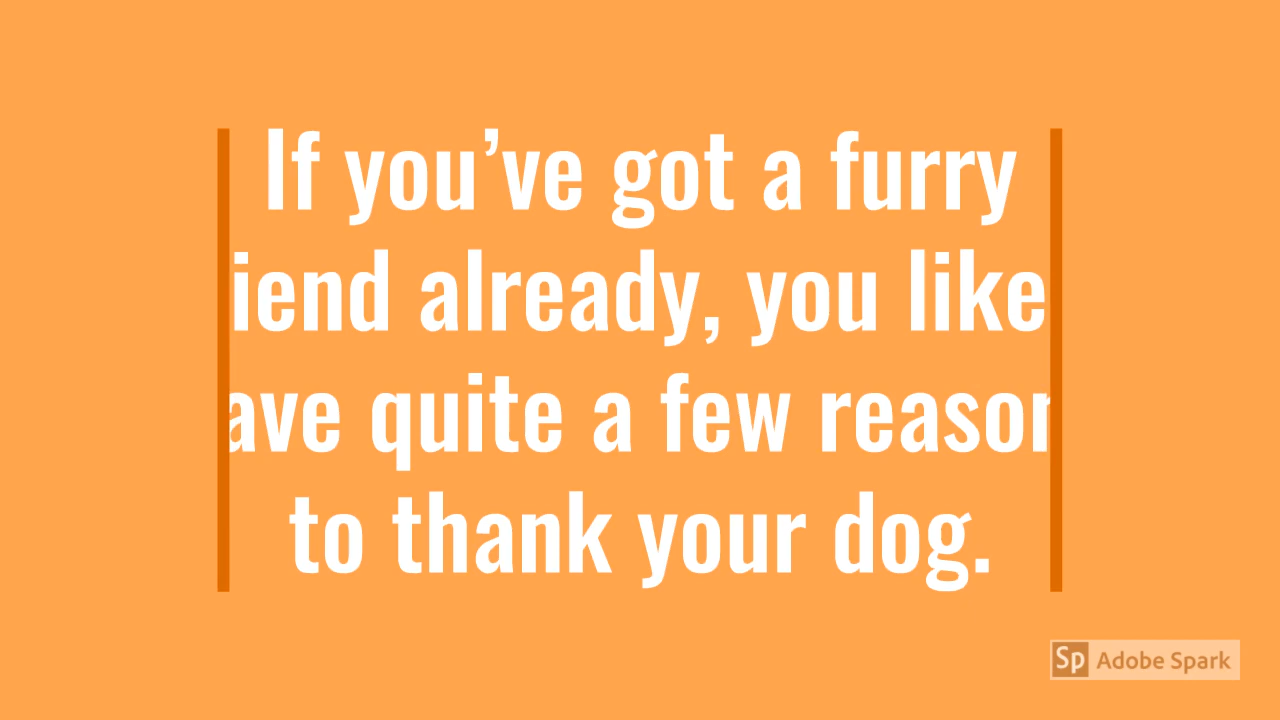 If you've got a furry
iend already, you like
ave quite a few reason
to thank your dog.
Sp Adobe Spark